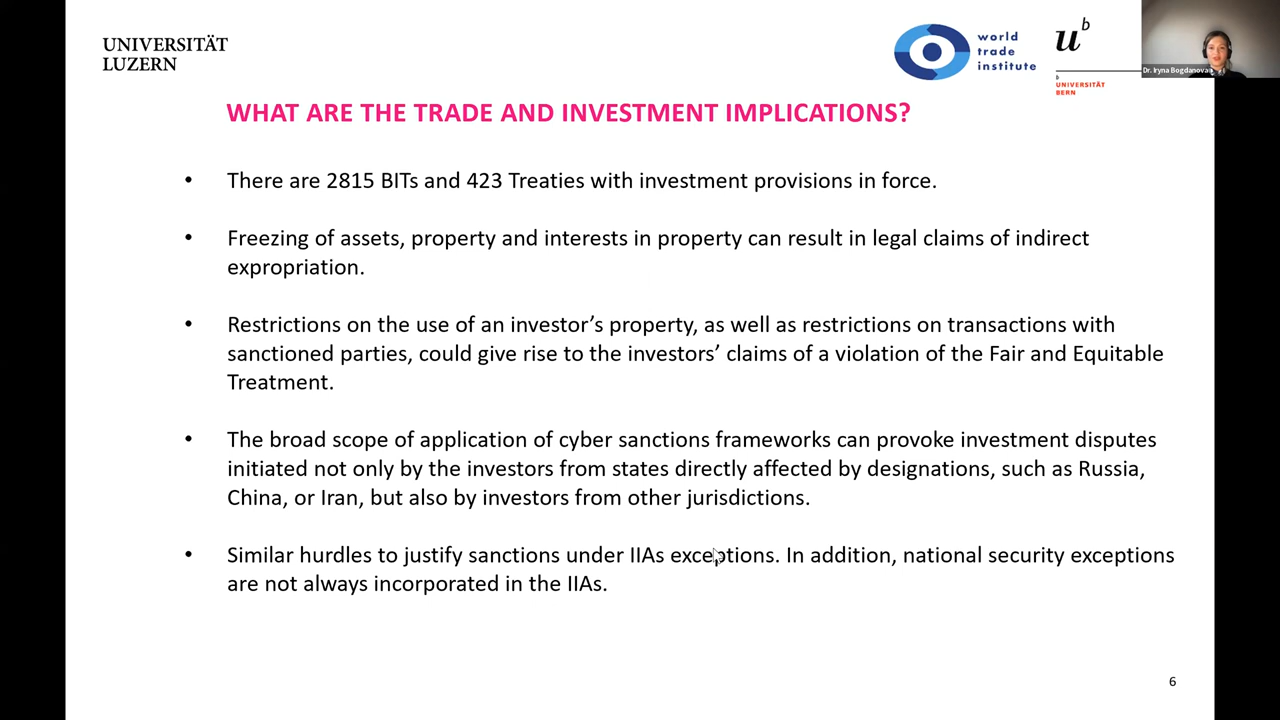 UNIVERSITÄT
LUZERN
world
trade
institute
u
b
b
UNIVERSITÄT
BERN
Dr. Iryna Bogdanova
WHAT ARE THE TRADE AND INVESTMENT IMPLICATIONS?
• There are 2815 BITs and 423 Treaties with investment provisions in force.
• Freezing of assets, property and interests in property can result in legal claims of indirect
expropriation.
• Restrictions on the use of an investor’s property, as well as restrictions on transactions with
sanctioned parties, could give rise to the investors’ claims of a violation of the Fair and Equitable
Treatment.
• The broad scope of application of cyber sanctions frameworks can provoke investment disputes
initiated not only by the investors from states directly affected by designations, such as Russia,
China, or Iran, but also by investors from other jurisdictions.
• Similar hurdles to justify sanctions under IIAs exceptions. In addition, national security exceptions
are not always incorporated in the IIAs.
6